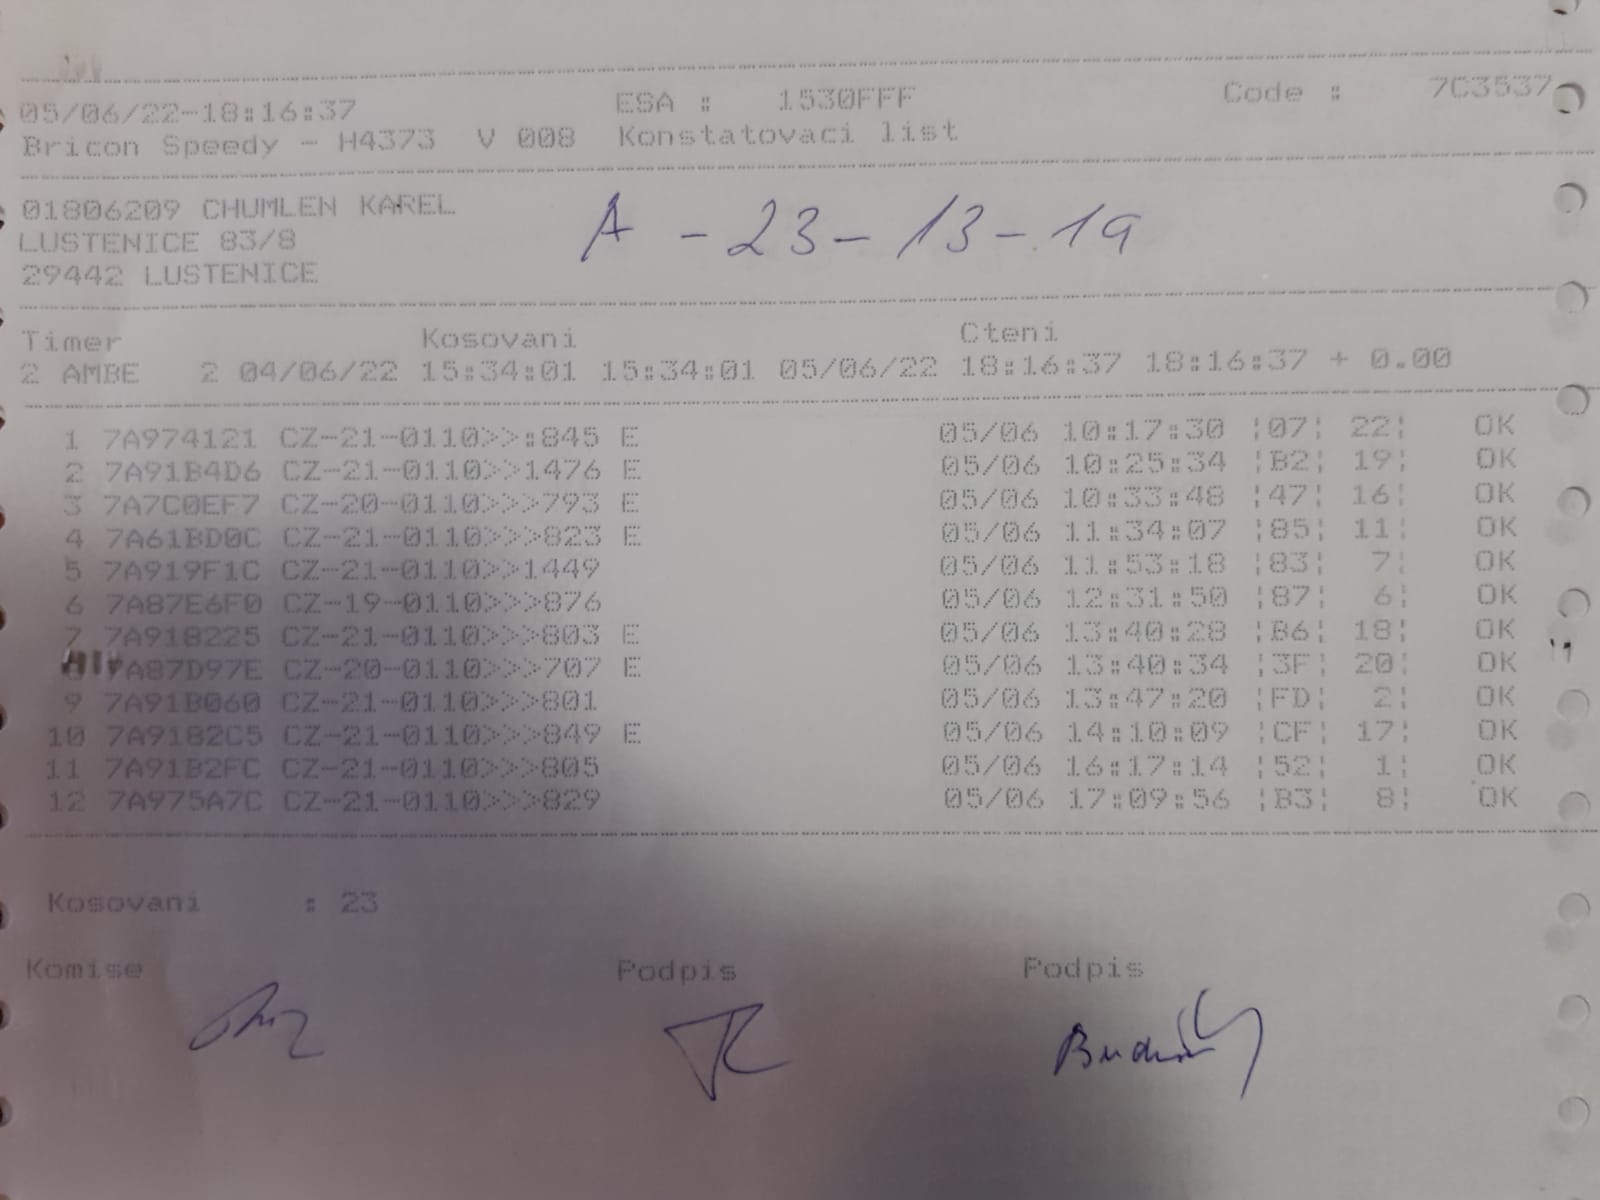 05/06/22-18:16:37 ESA : 1530FFF Code : 7C3537
Bricon Speedy - H4373 V 008 Konstatovaci list
01806209 CHUMLEN KAREL
A - 23 - 13 - 19
LUSTENICE 83/8
29442 LUSTENICE
Timer Kosovani Cteni
2 AMBE 2 04/06/22 15:34:01 15:34:01 05/06/22 18:16:37 18:16:37 + 0.00
1 7A974121 CZ-21-0110>>:845 E 05/06 10:17:30 ¦07¦ 22¦ OK
2 7A91B4D6 CZ-21-0110>>1476 E 05/06 10:25:34 ¦B2¦ 19¦ OK
3 7A7C0EF7 CZ-20-0110>>>793 E 05/06 10:33:48 ¦47¦ 16¦ OK
4 7A61BD0C CZ-21-0110>>>823 E 05/06 11:34:07 ¦85¦ 11¦ OK
5 7A919F1C CZ-21-0110>>1449 05/06 11:53:18 ¦83¦ 7¦ OK
6 7A87E6F0 CZ-19-0110>>>876 05/06 12:31:50 ¦87¦ 6¦ OK
7 7A918225 CZ-21-0110>>>803 E 05/06 13:40:28 ¦B6¦ 18¦ OK
8 7A87D97E CZ-20-0110>>>707 E 05/06 13:40:34 ¦3F¦ 20¦ OK
9 7A91B060 CZ-21-0110>>>801 05/06 13:47:20 ¦FD¦ 2¦ OK
10 7A9182C5 CZ-21-0110>>>849 E 05/06 14:10:09 ¦CF¦ 17¦ OK
11 7A91B2FC CZ-21-0110>>>805 05/06 16:17:14 ¦52¦ 1¦ OK
12 7A975A7C CZ-21-0110>>>829 05/06 17:09:56 ¦B3¦ 8¦ OK
Kosovani : 23
Komise Podpis Podpis